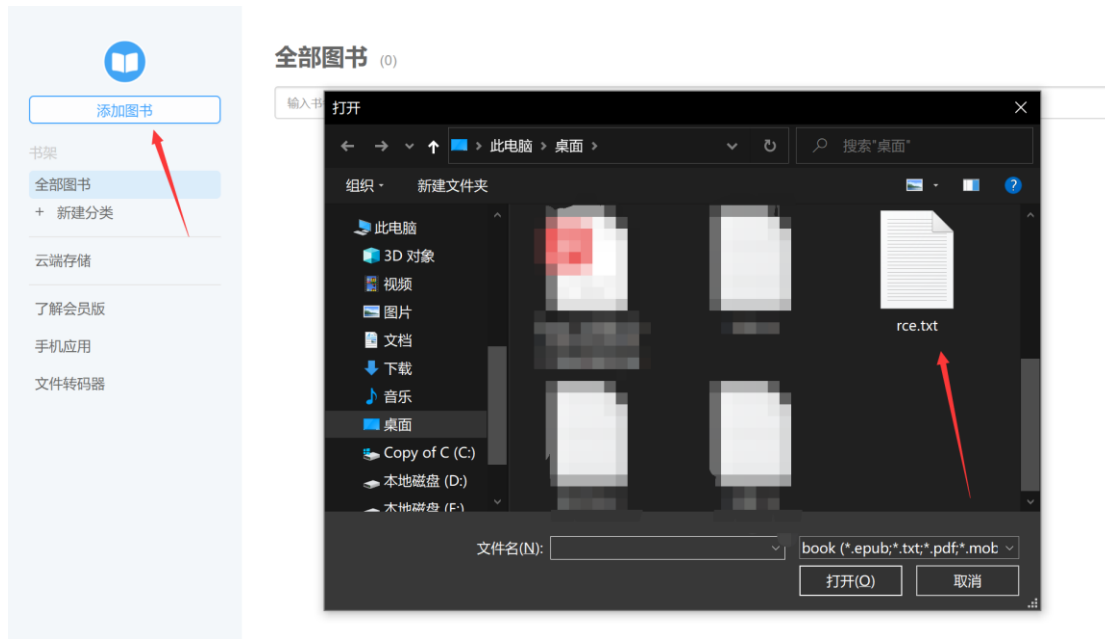 全部图书 (0)
添加图书
输入书
书架
全部图书
+ 新建分类
云端存储
了解会员版
手机应用
文件转码器
打开
此电脑 › 桌面 ›
搜索"桌面"
组织
新建文件夹
此电脑
3D 对象
视频
图片
文档
下载
音乐
桌面
Copy of C (C:)
本地磁盘 (D:)
本地磁盘 (E:)
rce.txt
文件名(N):
book (*.epub;*.txt;*.pdf;*.mob
打开(O)
取消